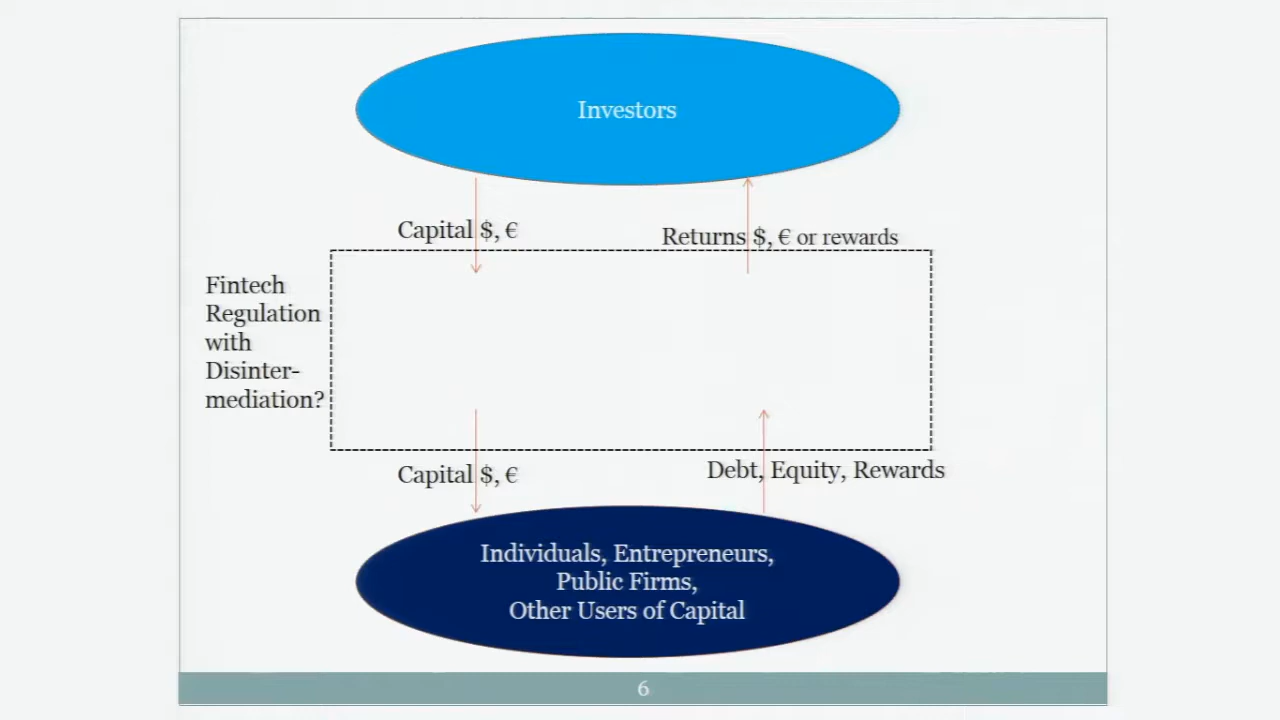 Investors
Capital $, €
Returns $, € or rewards
Fintech
Regulation
with
Disinter-
mediation?
Capital $, €
Debt, Equity, Rewards
Individuals, Entrepreneurs,
Public Firms,
Other Users of Capital
6